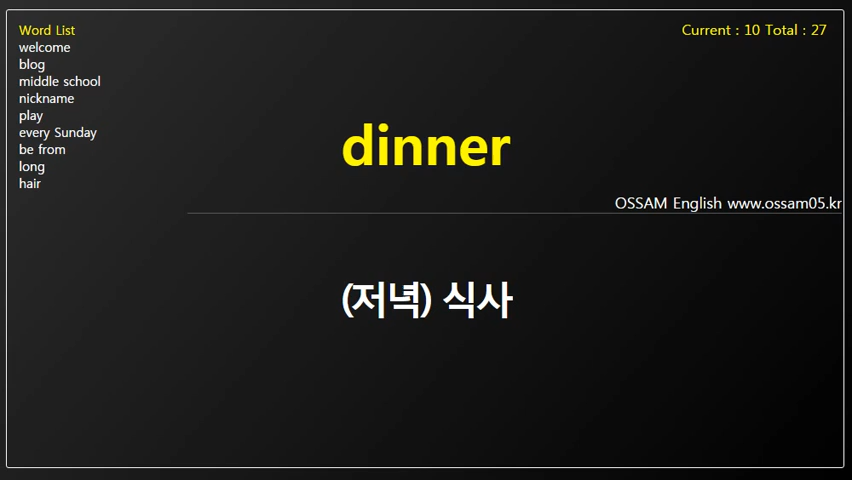 Word List
welcome
blog
middle school
nickname
play
every Sunday
be from
long
hair
Current : 10 Total : 27
dinner
OSSAM English www.ossam05.kr
(저녁) 식사